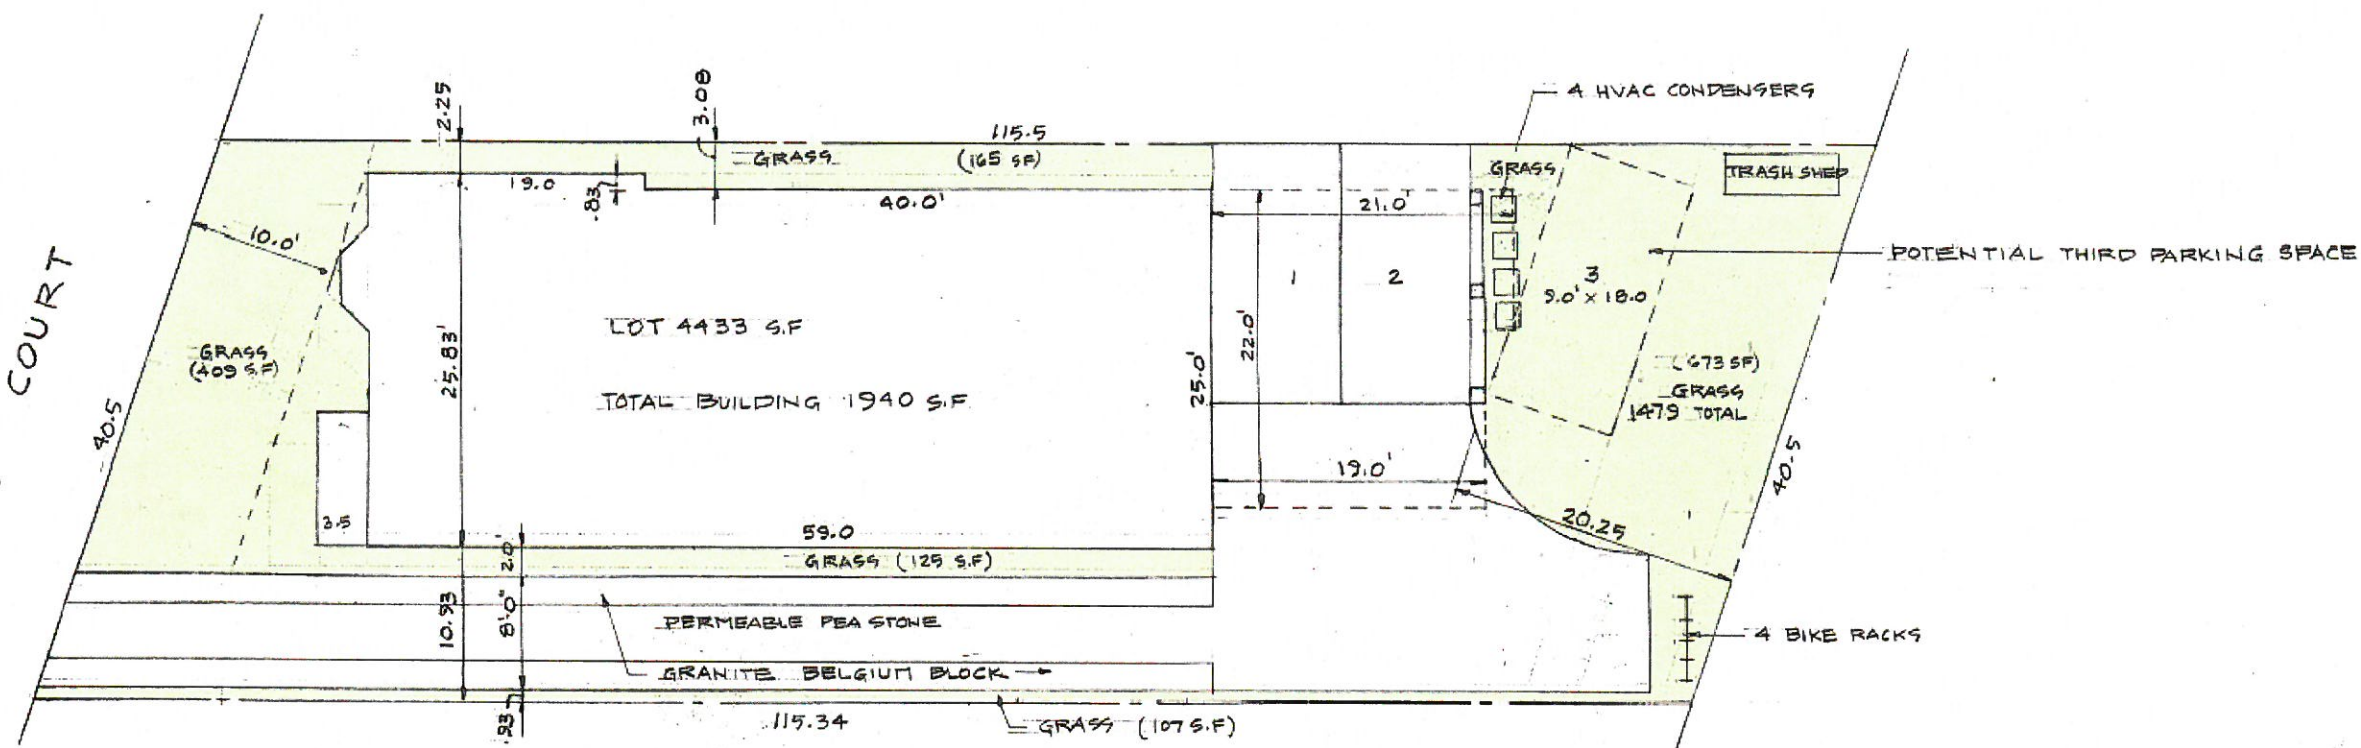 COURT
40.5
10.0'
GRASS
(409 S.F)
3.5
2.25
3.08
115.5
GRASS
(165 SF)
19.0
.83
40.0'
25.83'
LOT 4433 S.F
TOTAL BUILDING 1940 S.F
59.0
2.0'
GRASS (125 S.F)
10.93
8'.0"
PERMEABLE PEA STONE
GRANITE BELGIUM BLOCK
.93
115.34
GRASS (107 S.F)
4 HVAC CONDENSERS
GRASS
TRASH SHED
21.0'
1
2
22.0'
25.0'
3
9.0' x 18.0
POTENTIAL THIRD PARKING SPACE
(673 SF)
GRASS
1479 TOTAL
19.0'
20.25
40.5
4 BIKE RACKS